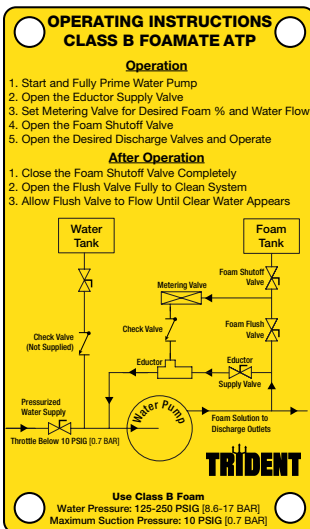 OPERATING INSTRUCTIONS
CLASS B FOAMATE ATP
Operation
1. Start and Fully Prime Water Pump
2. Open the Eductor Supply Valve
3. Set Metering Valve for Desired Foam % and Water Flow
4. Open the Foam Shutoff Valve
5. Open the Desired Discharge Valves and Operate
After Operation
1. Close the Foam Shutoff Valve Completely
2. Open the Flush Valve Fully to Clean System
3. Allow Flush Valve to Flow Until Clear Water Appears
Water
Tank
Foam
Tank
Foam Shutoff
Valve
Metering Valve
Check Valve
Foam Flush
Valve
Check Valve
(Not Supplied)
Eductor
Eductor
Supply Valve
Pressurized
Water Supply
Water Pump
Throttle Below 10 PSIG [0.7 BAR]
Foam Solution to
Discharge Outlets
TRIDENT
Use Class B Foam
Water Pressure: 125-250 PSIG [8.6-17 BAR]
Maximum Suction Pressure: 10 PSIG [0.7 BAR]